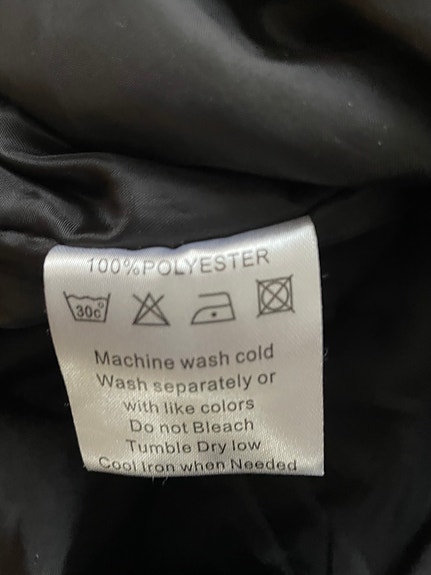 100%POLYESTER
30c°
Machine wash cold
Wash separately or
with like colors
Do not Bleach
Tumble Dry low
Cool Iron when Needed